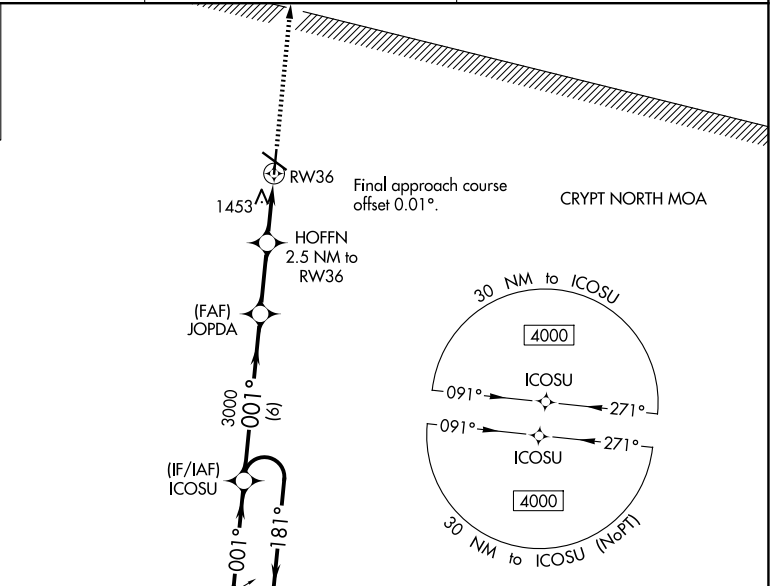 RW36
1453
Final approach course
offset 0.01°.
CRYPT NORTH MOA
HOFFN
2.5 NM to
RW36
(FAF)
JOPDA
3000
001°
(6)
(IF/IAF)
ICOSU
001°
181°
30 NM to ICOSU
4000
ICOSU
091°
271°
091°
271°
ICOSU
4000
30 NM to ICOSU (NoPT)